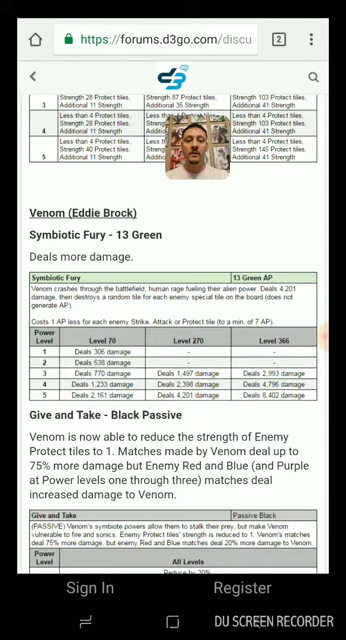 https://forums.d3go.com/discu
2
Strength 28 Protect tiles, Strength 87 Protect tiles, Strength 103 Protect tiles,
3 Additional 11 Strength Additional 35 Strength Additional 41 Strength
Less than 4 Protect tiles, Less th Less than 4 Protect tiles,
4 Strength 28 Protect tiles, Streng Strength 103 Protect tiles,
Additional 11 Strength Additio Additional 41 Strength
Less than 4 Protect tiles, Less th Less than 4 Protect tiles,
5 Strength 40 Protect tiles, Streng Strength 145 Protect tiles,
Additional 11 Strength Additional 41 Strength
Venom (Eddie Brock)
Symbiotic Fury - 13 Green
Deals more damage.
Symbiotic Fury 13 Green AP
Venom crashes through the battlefield, human rage fueling their alien power. Deals 4,201
damage, then destroys a random tile for each enemy special tile on the board (does not
generate AP).
Costs 1 AP less for each enemy Strike, Attack or Protect tile (to a min. of 7 AP).
Power Level Level 70 Level 270 Level 366
1 Deals 306 damage - -
2 Deals 538 damage - -
3 Deals 770 damage Deals 1,497 damage Deals 2,993 damage
4 Deals 1,233 damage Deals 2,398 damage Deals 4,796 damage
5 Deals 2,161 damage Deals 4,201 damage Deals 8,402 damage
Give and Take - Black Passive
Venom is now able to reduce the strength of Enemy
Protect tiles to 1. Matches made by Venom deal up to
75% more damage but Enemy Red and Blue (and Purple
at Power levels one through three) matches deal
increased damage to Venom.
Give and Take Passive Black
(PASSIVE) Venom's symbiote powers allow them to stalk their prey, but make Venom
vulnerable to fire and sonics. Enemy Protect tiles' strength is reduced to 1. Venom's matches
deal 75% more damage, but enemy Red and Blue matches deal 20% more damage to Venom.
Power Level All Levels
Reduce by 20%
Sign In Register
DU SCREEN RECORDER